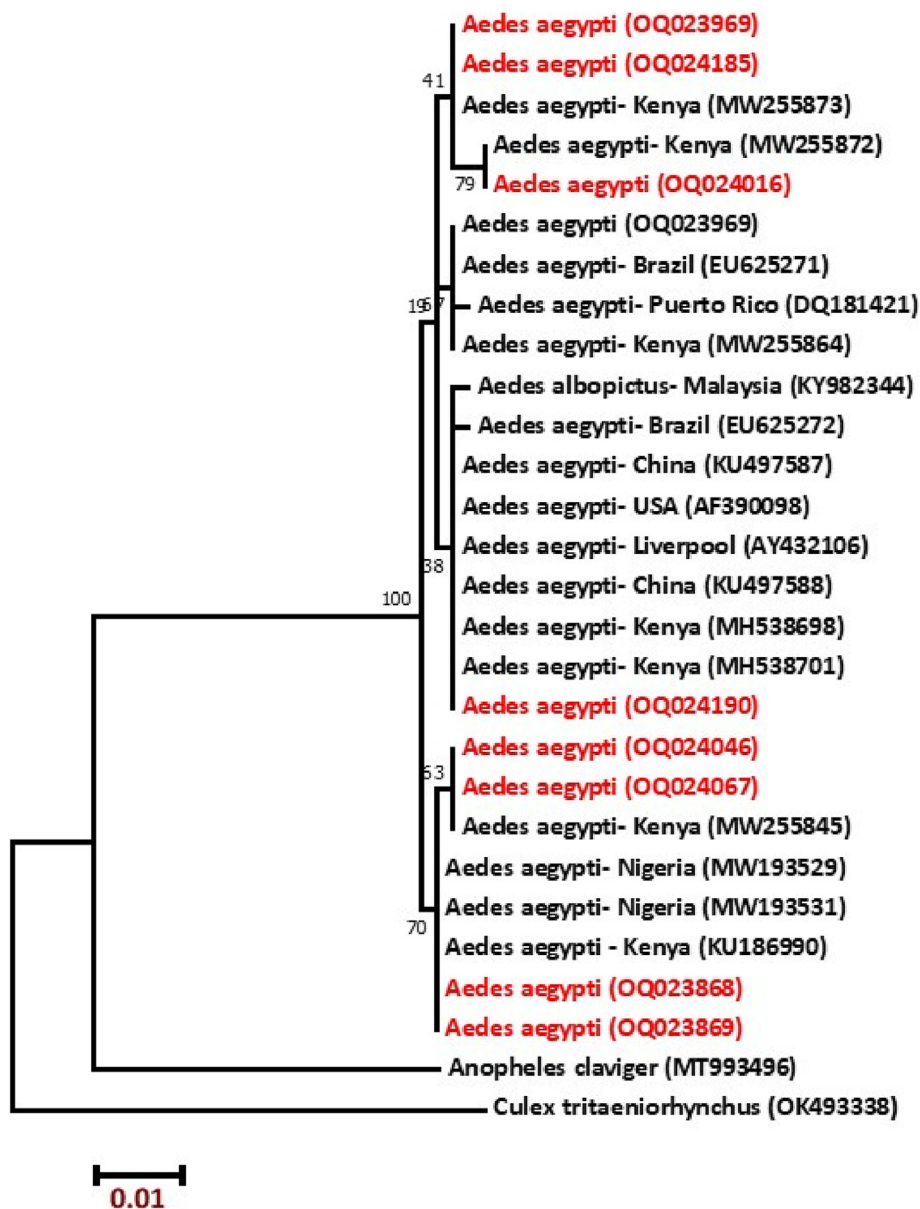 Aedes aegypti (OQ023969)
Aedes aegypti (OQ024185)
41
Aedes aegypti- Kenya (MW255873)
Aedes aegypti- Kenya (MW255872)
79
Aedes aegypti (OQ024016)
Aedes aegypti (OQ023969)
Aedes aegypti- Brazil (EU625271)
Aedes aegypti- Puerto Rico (DQ181421)
Aedes aegypti- Kenya (MW255864)
Aedes albopictus- Malaysia (KY982344)
Aedes aegypti- Brazil (EU625272)
Aedes aegypti- China (KU497587)
Aedes aegypti- USA (AF390098)
Aedes aegypti- Liverpool (AY432106)
38
Aedes aegypti- China (KU497588)
100
Aedes aegypti- Kenya (MH538698)
Aedes aegypti- Kenya (MH538701)
Aedes aegypti (OQ024190)
Aedes aegypti (OQ024046)
Aedes aegypti (OQ024067)
Aedes aegypti- Kenya (MW255845)
Aedes aegypti- Nigeria (MW193529)
Aedes aegypti- Nigeria (MW193531)
70
Aedes aegypti - Kenya (KU186990)
Aedes aegypti (OQ023868)
Aedes aegypti (OQ023869)
Anopheles claviger (MT993496)
Culex tritaeniorhynchus (OK493338)
0.01